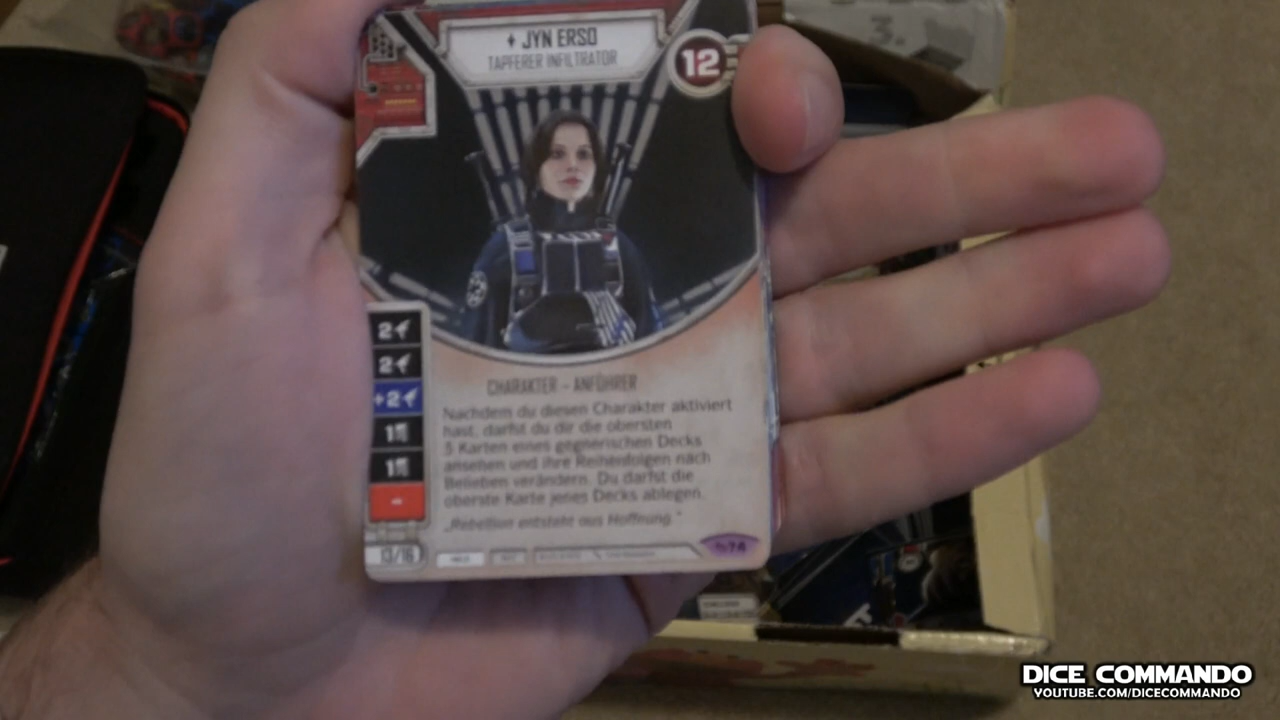 JYN ERSO
TAPFERER INFILTRATOR
12
2
2
+2
1
1
-
CHARAKTER – ANFÜHRER
Nachdem du diesen Charakter aktiviert
hast, darfst du dir die obersten
5 Karten eines gegnerischen Decks
ansehen und ihre Reihenfolgen nach
Belieben verändern. Du darfst die
oberste Karte jenes Decks ablegen.
„Rebellion entsteht aus Hoffnung.“
13/16
74
3.
DICE COMMANDO
YOUTUBE.COM/DICECOMMANDO